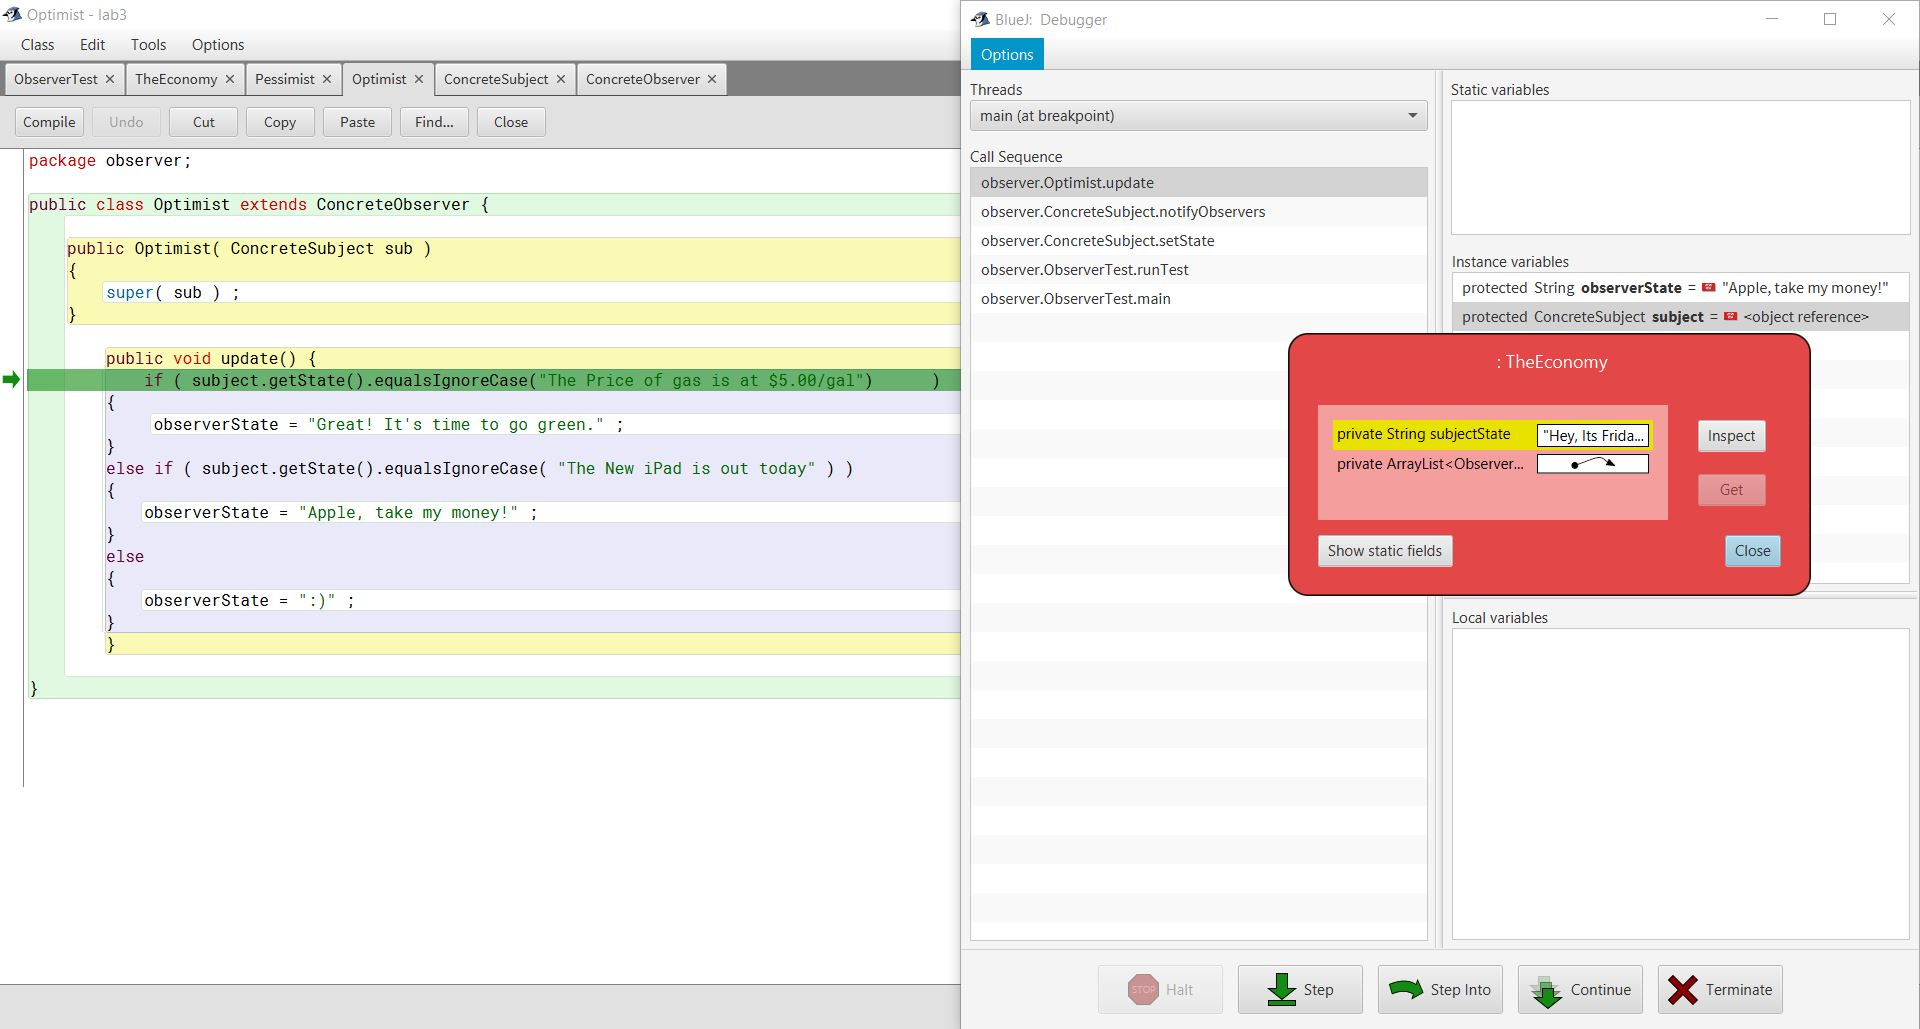 Optimist - lab3
Class Edit Tools Options
ObserverTest TheEconomy Pessimist Optimist ConcreteSubject ConcreteObserver
Compile Undo Cut Copy Paste Find... Close
package observer;
public class Optimist extends ConcreteObserver {
public Optimist( ConcreteSubject sub )
{
super( sub ) ;
}
public void update() {
if ( subject.getState().equalsIgnoreCase("The Price of gas is at $5.00/gal") )
{
observerState = "Great! It's time to go green." ;
}
else if ( subject.getState().equalsIgnoreCase( "The New iPad is out today" ) )
{
observerState = "Apple, take my money!" ;
}
else
{
observerState = ":)" ;
}
}
}
BlueJ: Debugger
Options
Threads
main (at breakpoint)
Call Sequence
observer.Optimist.update
observer.ConcreteSubject.notifyObservers
observer.ConcreteSubject.setState
observer.ObserverTest.runTest
observer.ObserverTest.main
Static variables
Instance variables
protected String observerState = "Apple, take my money!"
protected ConcreteSubject subject = <object reference>
: TheEconomy
private String subjectState "Hey, Its Frida...
private ArrayList<Observer...
Inspect
Get
Show static fields
Close
Local variables
STOP Halt Step Step Into Continue Terminate